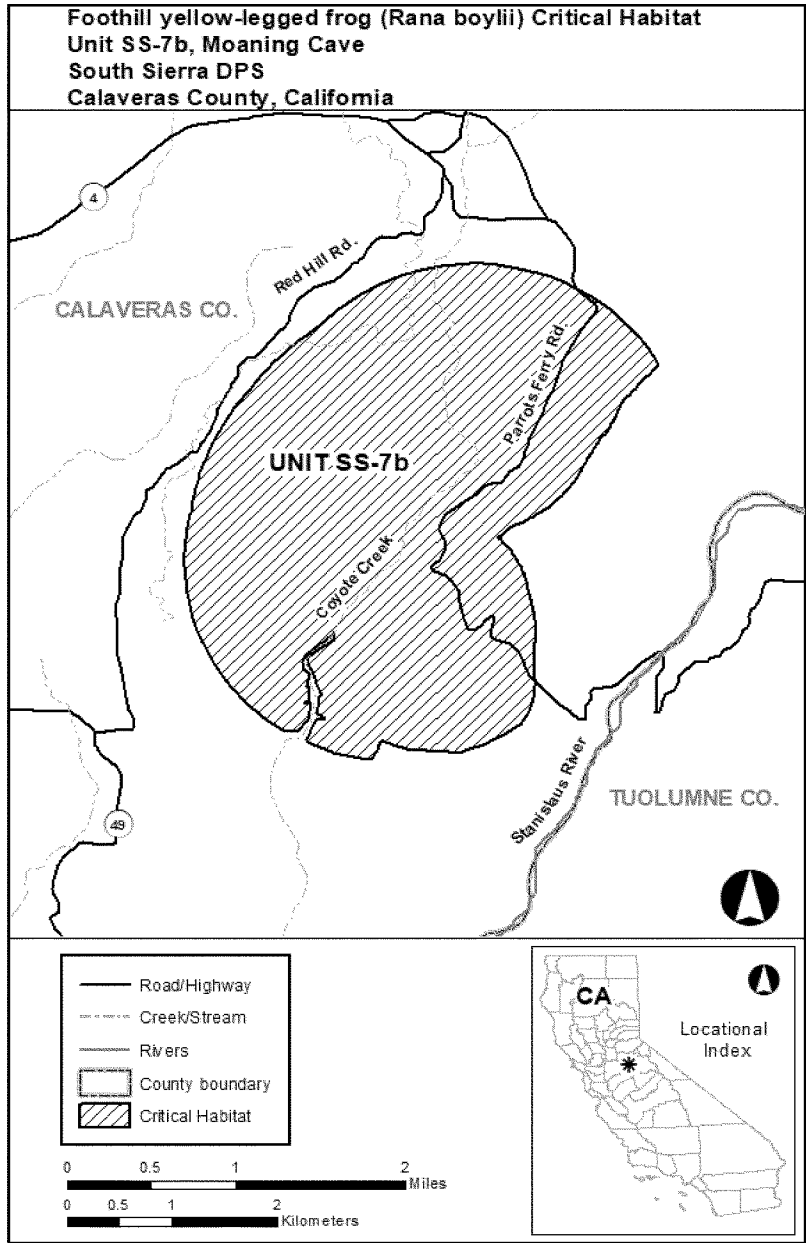 Foothill yellow-legged frog (Rana boylii) Critical Habitat
Unit SS-7b, Moaning Cave
South Sierra DPS
Calaveras County, California
4
Red Hill Rd.
CALAVERAS CO.
Parrots Ferry Rd.
UNIT SS-7b
Coyote Creek
Stanislaus River
TUOLUMNE CO.
49
Road/Highway
Creek/Stream
Rivers
County boundary
Critical Habitat
CA
Locational
Index
0 0.5 1 2
Miles
0 0.5 1 2
Kilometers